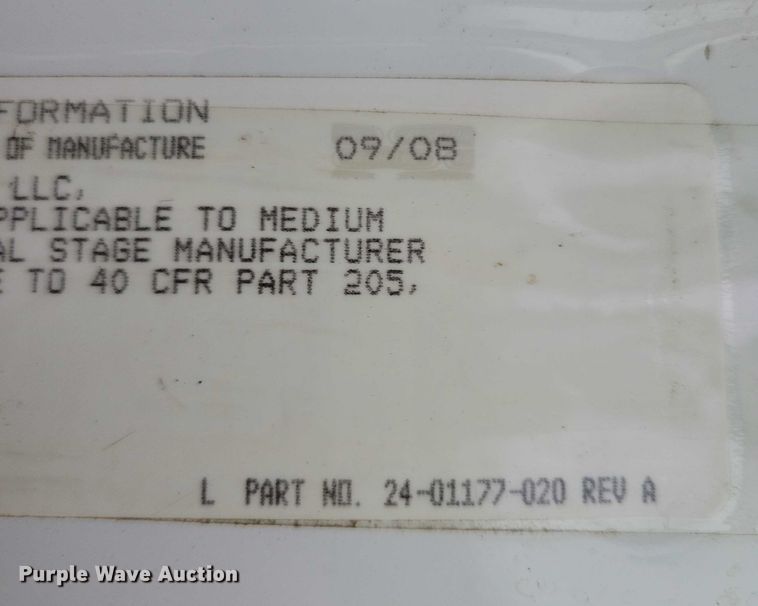 FORMATION
OF MANUFACTURE 09/08
LLC,
PPLICABLE TO MEDIUM
AL STAGE MANUFACTURER
E TO 40 CFR PART 205,
L PART NO. 24-01177-020 REV A
Purple Wave Auction